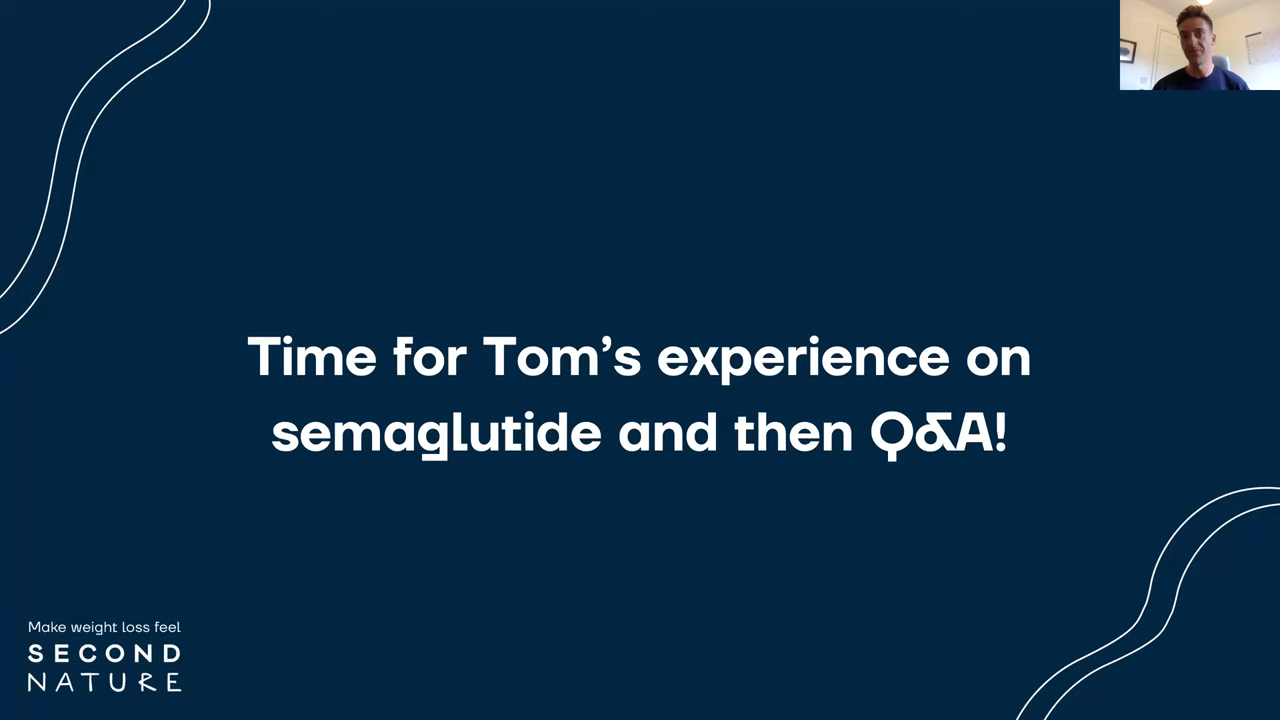 Time for Tom’s experience on
semaglutide and then Q&A!
Make weight loss feel
SECOND
NATURE